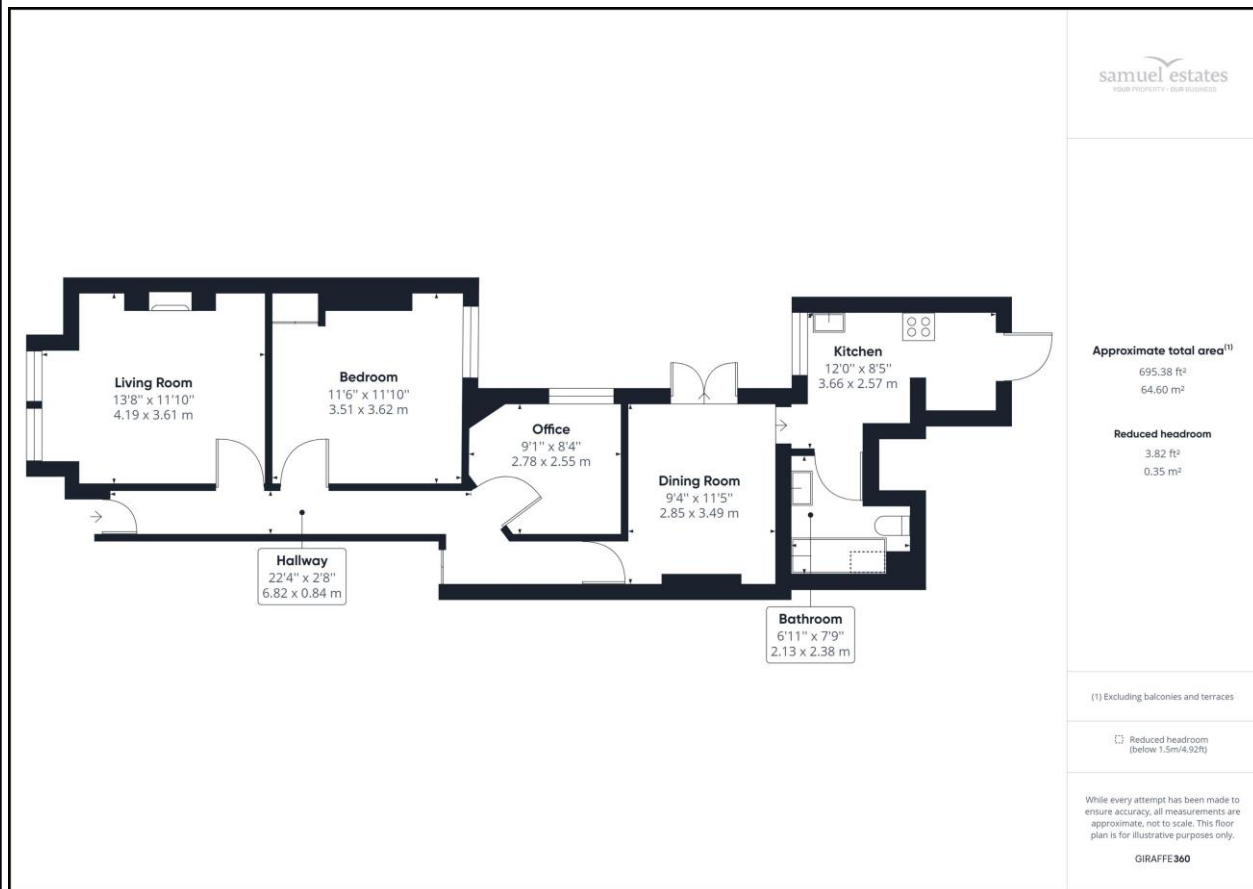 Living Room
13'8" x 11'10"
4.19 x 3.61 m
Bedroom
11'6" x 11'10"
3.51 x 3.62 m
Office
9'1" x 8'4"
2.78 x 2.55 m
Dining Room
9'4" x 11'5"
2.85 x 3.49 m
Kitchen
12'0" x 8'5"
3.66 x 2.57 m
Hallway
22'4" x 2'8"
6.82 x 0.84 m
Bathroom
6'11" x 7'9"
2.13 x 2.38 m
samuel estates
YOUR PROPERTY - OUR BUSINESS
Approximate total area(1)
695.38 ft²
64.60 m²
Reduced headroom
3.82 ft²
0.35 m²
(1) Excluding balconies and terraces
Reduced headroom
(below 1.5m/4.92ft)
While every attempt has been made to
ensure accuracy, all measurements are
approximate, not to scale. This floor
plan is for illustrative purposes only.
GIRAFFE360